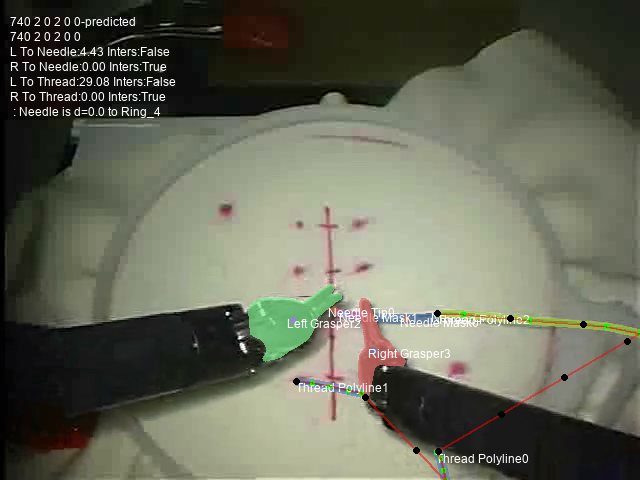 740 2 0 2 0 0-predicted
740 2 0 2 0 0
L To Needle:4.43 Inters:False
R To Needle:0.00 Inters:True
L To Thread:29.08 Inters:False
R To Thread:0.00 Inters:True
: Needle is d=0.0 to Ring_4
Needle Tip0
Left Grasper2
Right Grasper3
Thread Polyline1
Thread Polyline0